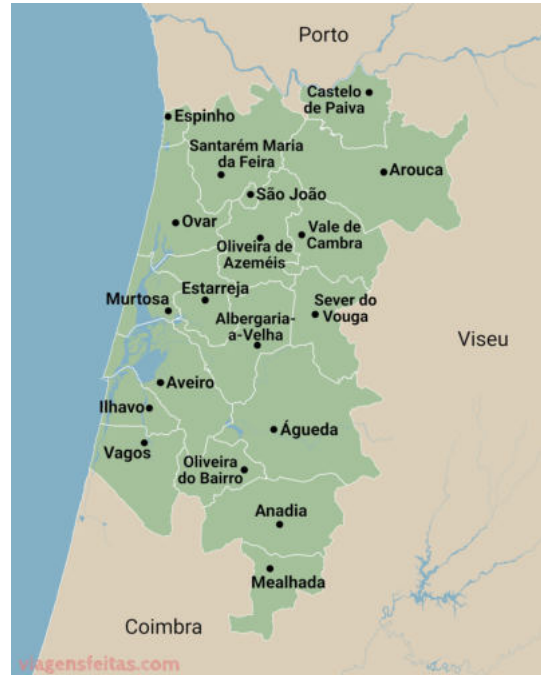 Porto
Castelo
de Paiva
Espinho
Santarém Maria
da Feira
Arouca
São João
Ovar
Vale de
Cambra
Oliveira de
Azeméis
Estarreja
Murtosa
Sever do
Vouga
Albergaria-
a-Velha
Viseu
Aveiro
Ilhavo
Águeda
Vagos
Oliveira
do Bairro
Anadia
Mealhada
Coimbra
viagensfeitas.com